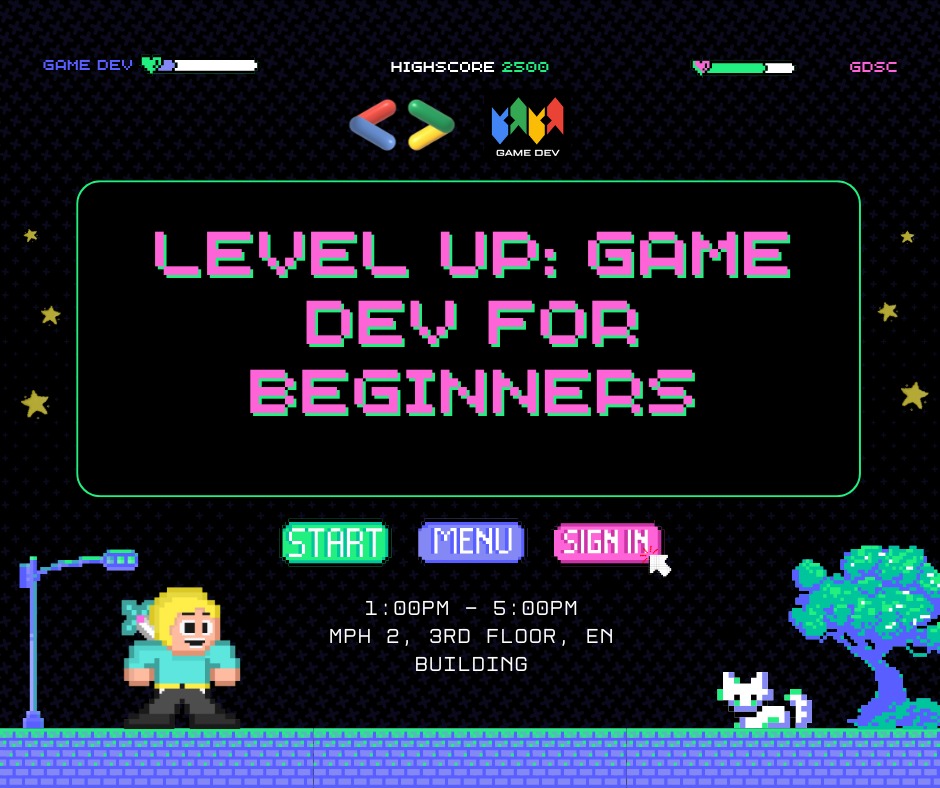 GAME DEV
HIGHSCORE 2500
GDSC
GAME DEV
LEVEL UP: GAME
DEV FOR
BEGINNERS
START
MENU
SIGN IN
1:00PM - 5:00PM
MPH 2, 3RD FLOOR, EN
BUILDING